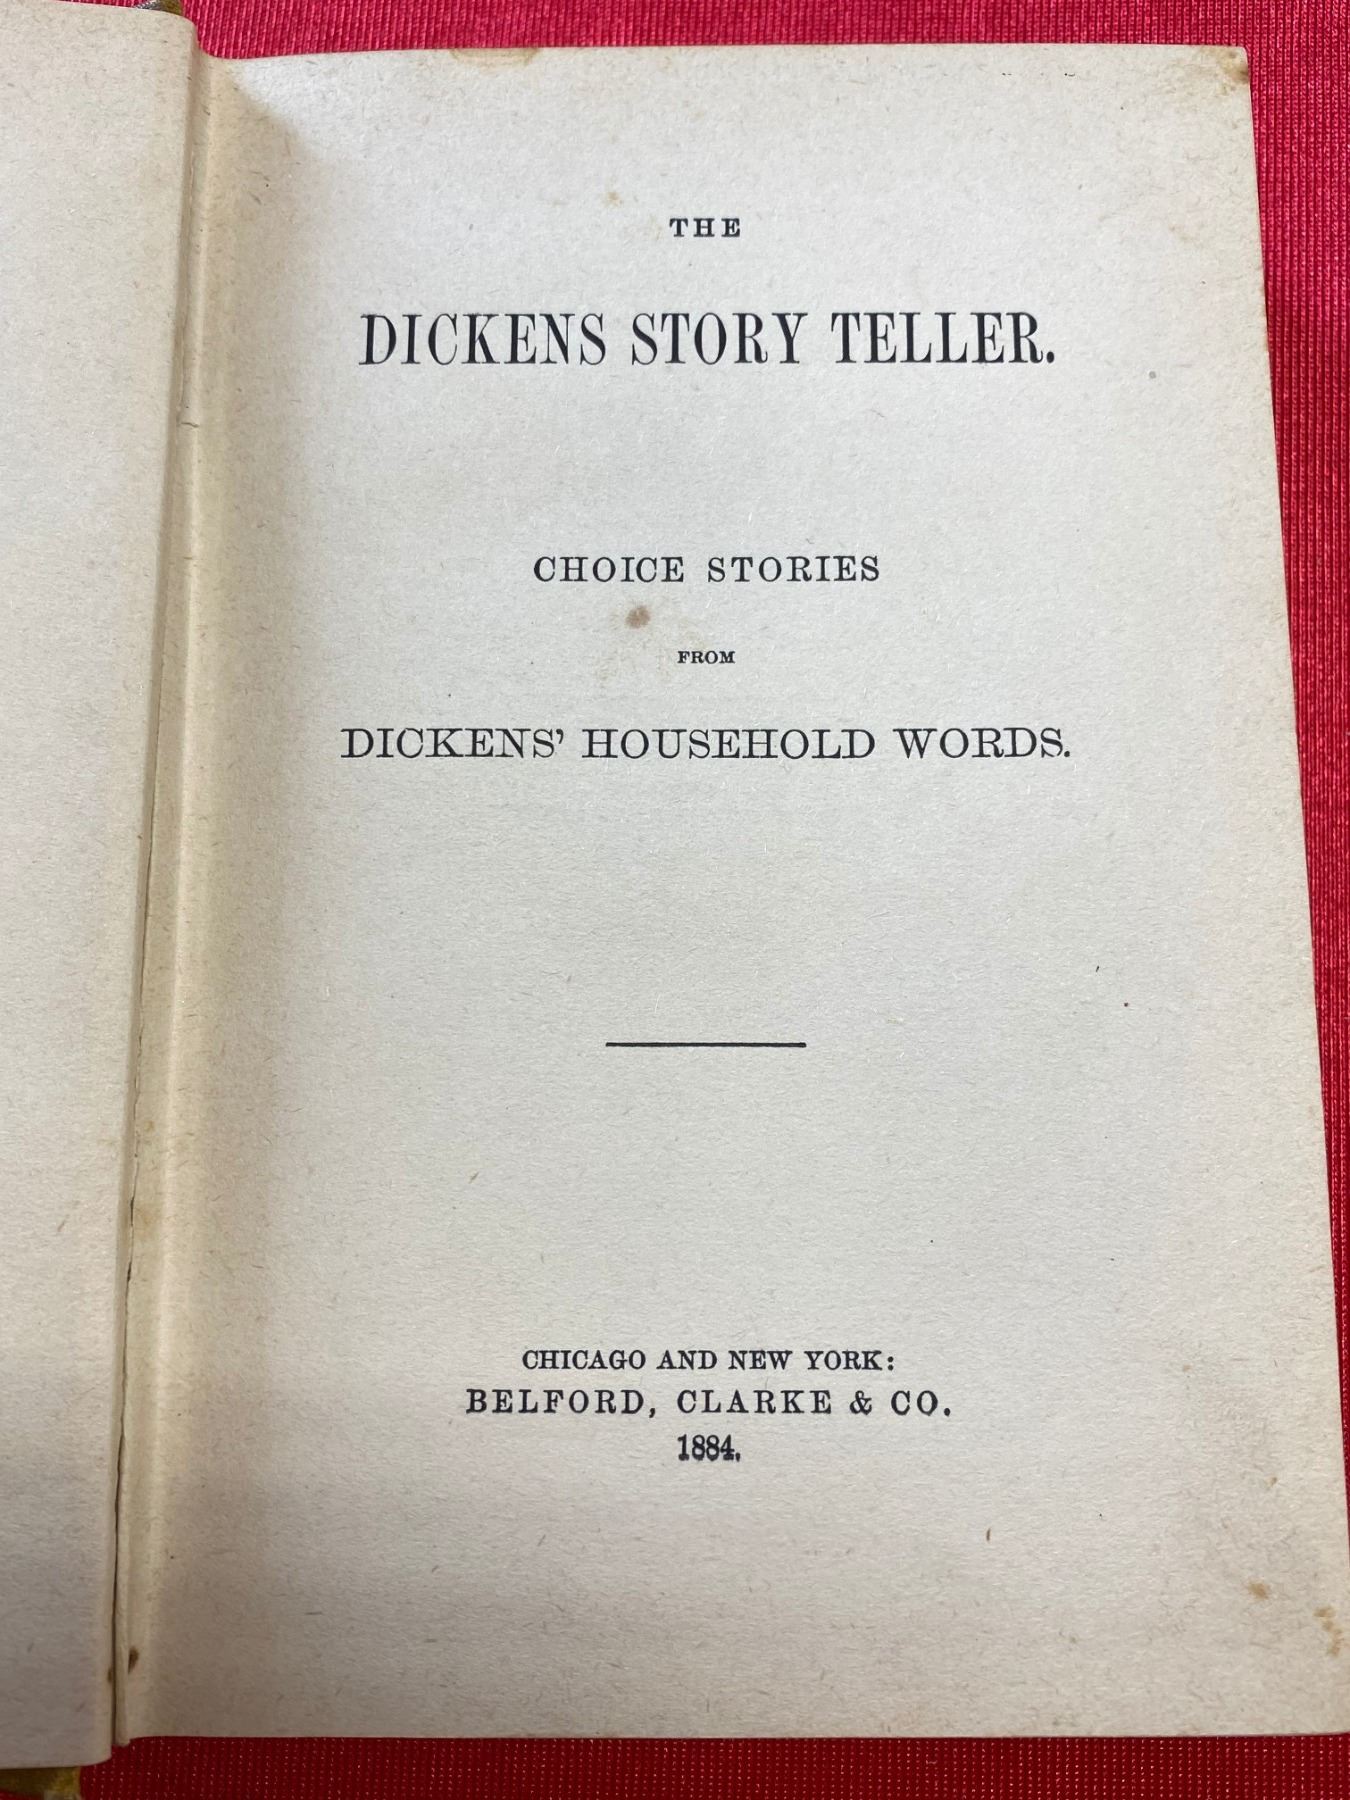 THE
DICKENS STORY TELLER.
CHOICE STORIES
FROM
DICKENS' HOUSEHOLD WORDS.
CHICAGO AND NEW YORK:
BELFORD, CLARKE & CO.
1884.